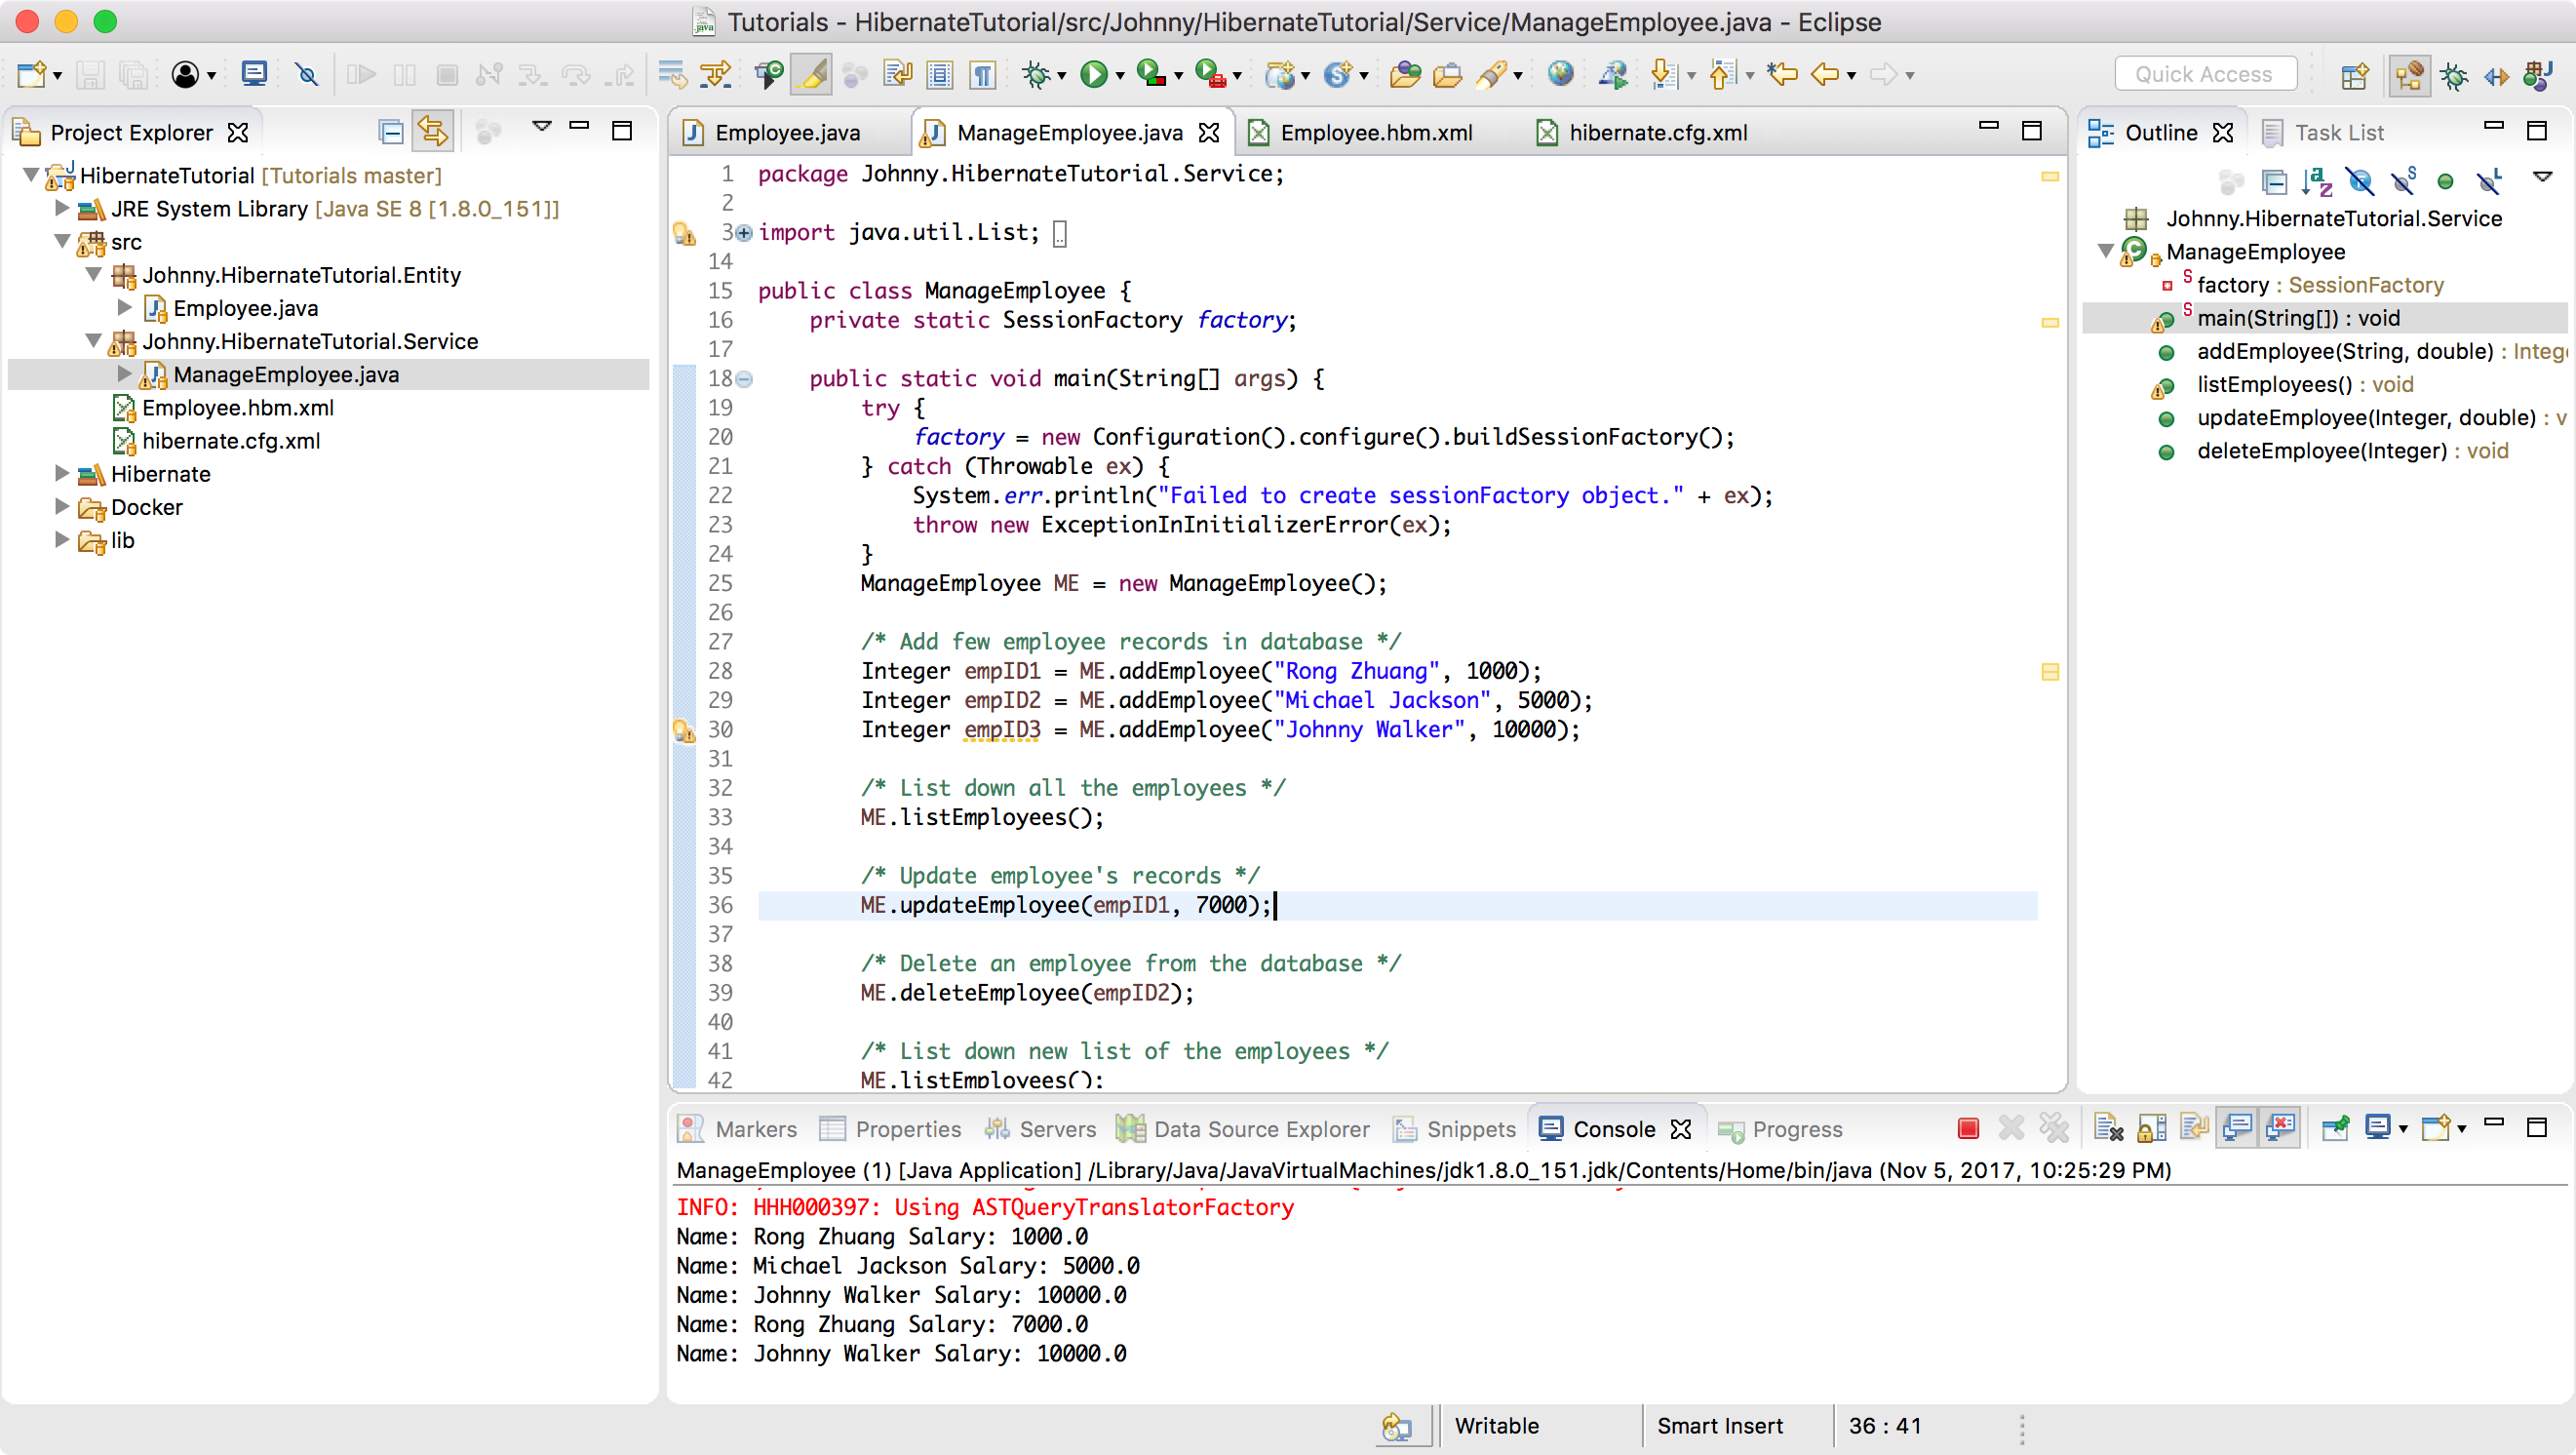 Tutorials - HibernateTutorial/src/Johnny/HibernateTutorial/Service/ManageEmployee.java - Eclipse
Quick Access
Project Explorer
HibernateTutorial [Tutorials master]
JRE System Library [Java SE 8 [1.8.0_151]]
src
Johnny.HibernateTutorial.Entity
Employee.java
Johnny.HibernateTutorial.Service
ManageEmployee.java
Employee.hbm.xml
hibernate.cfg.xml
Hibernate
Docker
lib
Employee.java ManageEmployee.java Employee.hbm.xml hibernate.cfg.xml
1 package Johnny.HibernateTutorial.Service;
2
3 import java.util.List;
14
15 public class ManageEmployee {
16 private static SessionFactory factory;
17
18 public static void main(String[] args) {
19 try {
20 factory = new Configuration().configure().buildSessionFactory();
21 } catch (Throwable ex) {
22 System.err.println("Failed to create sessionFactory object." + ex);
23 throw new ExceptionInInitializerError(ex);
24 }
25 ManageEmployee ME = new ManageEmployee();
26
27 /* Add few employee records in database */
28 Integer empID1 = ME.addEmployee("Rong Zhuang", 1000);
29 Integer empID2 = ME.addEmployee("Michael Jackson", 5000);
30 Integer empID3 = ME.addEmployee("Johnny Walker", 10000);
31
32 /* List down all the employees */
33 ME.listEmployees();
34
35 /* Update employee's records */
36 ME.updateEmployee(empID1, 7000);
37
38 /* Delete an employee from the database */
39 ME.deleteEmployee(empID2);
40
41 /* List down new list of the employees */
42 ME.listEmployees();
Outline Task List
Johnny.HibernateTutorial.Service
ManageEmployee
factory : SessionFactory
main(String[]) : void
addEmployee(String, double) : Integ
listEmployees() : void
updateEmployee(Integer, double) : v
deleteEmployee(Integer) : void
Markers Properties Servers Data Source Explorer Snippets Console Progress
ManageEmployee (1) [Java Application] /Library/Java/JavaVirtualMachines/jdk1.8.0_151.jdk/Contents/Home/bin/java (Nov 5, 2017, 10:25:29 PM)
INFO: HHH000397: Using ASTQueryTranslatorFactory
Name: Rong Zhuang Salary: 1000.0
Name: Michael Jackson Salary: 5000.0
Name: Johnny Walker Salary: 10000.0
Name: Rong Zhuang Salary: 7000.0
Name: Johnny Walker Salary: 10000.0
Writable Smart Insert 36 : 41